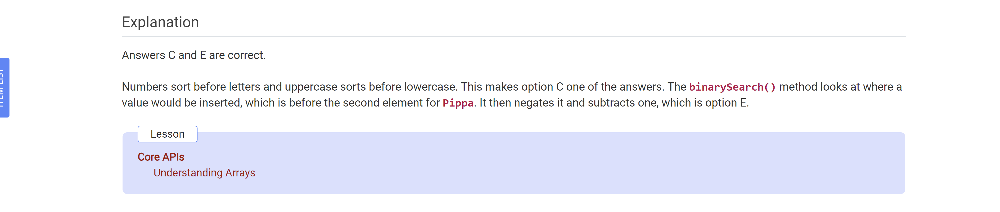 Explanation
Answers C and E are correct.
ITEM LIST
Numbers sort before letters and uppercase sorts before lowercase. This makes option C one of the answers. The binarySearch() method looks at where a
value would be inserted, which is before the second element for Pippa. It then negates it and subtracts one, which is option E.
Lesson
Core APIs
Understanding Arrays